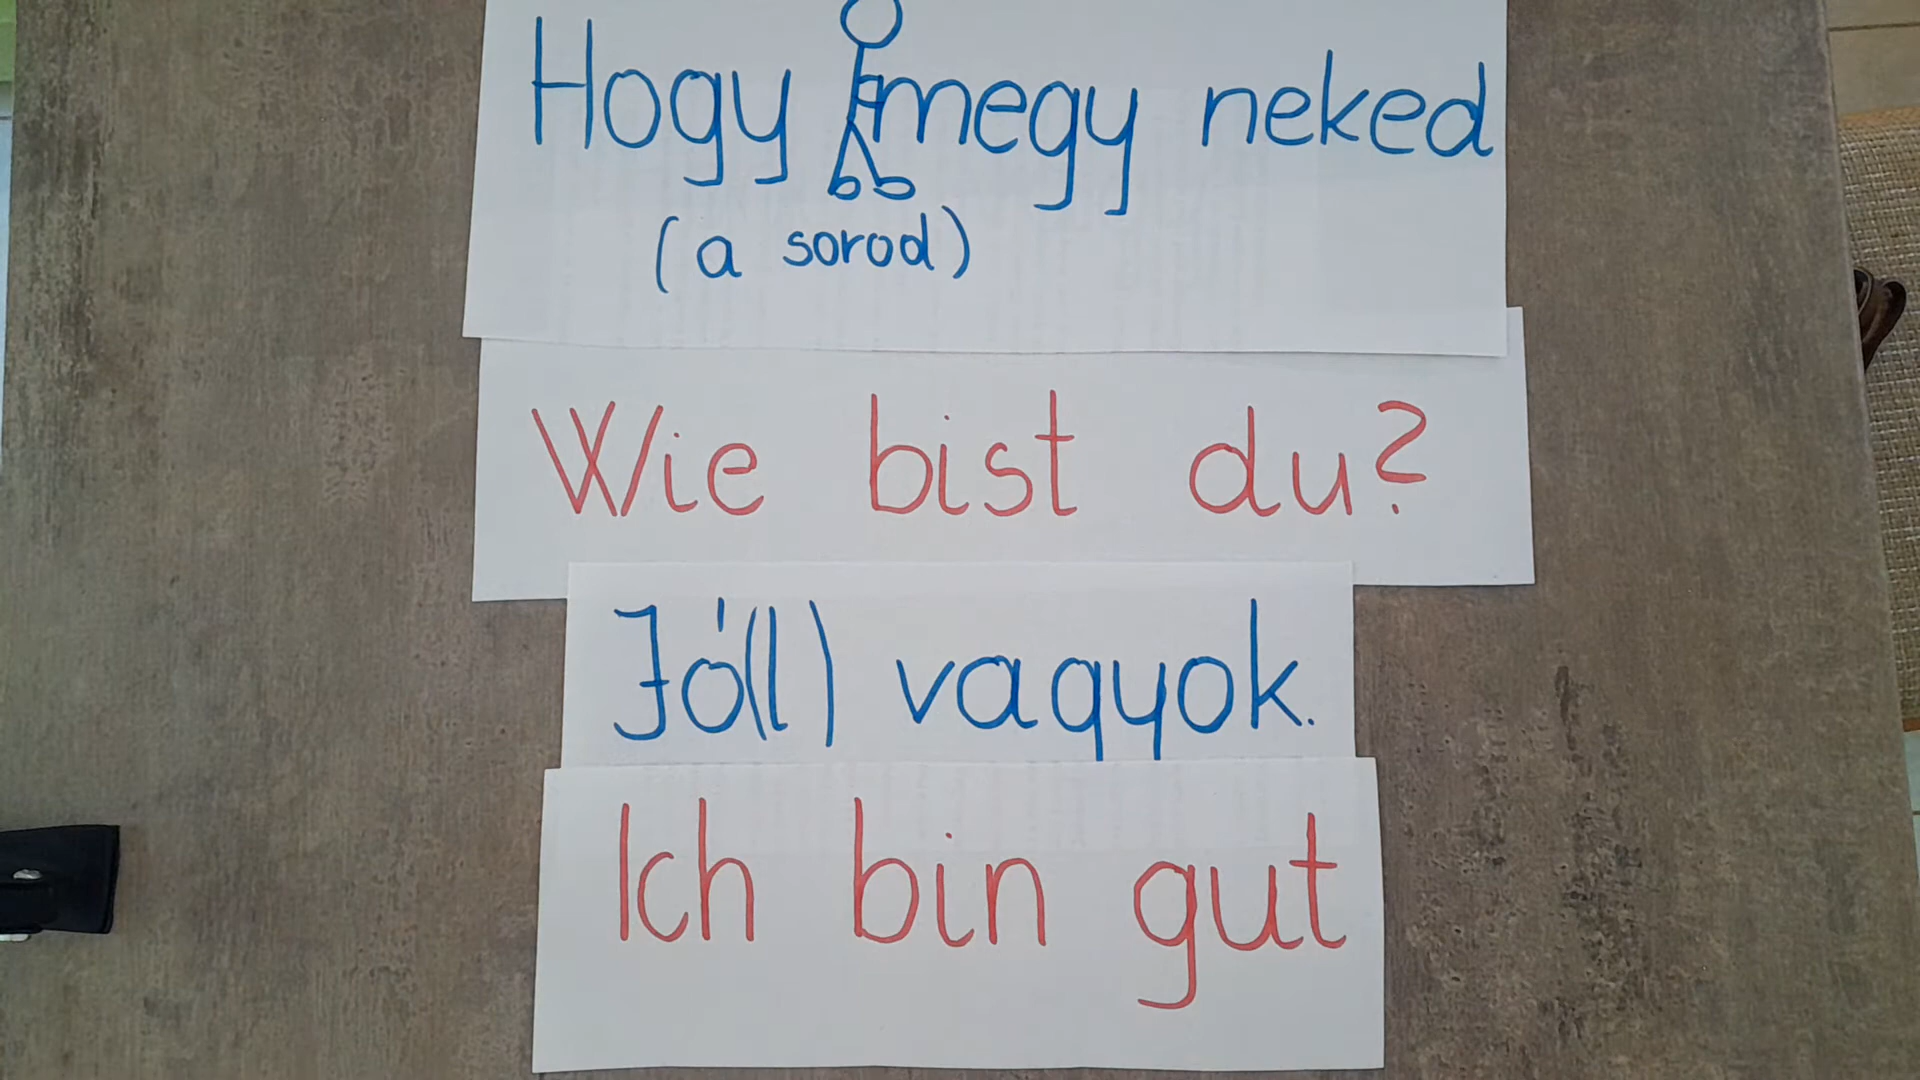 Hogy megy neked
(a sorod)
Wie bist du?
Jó(l) vagyok.
Ich bin gut